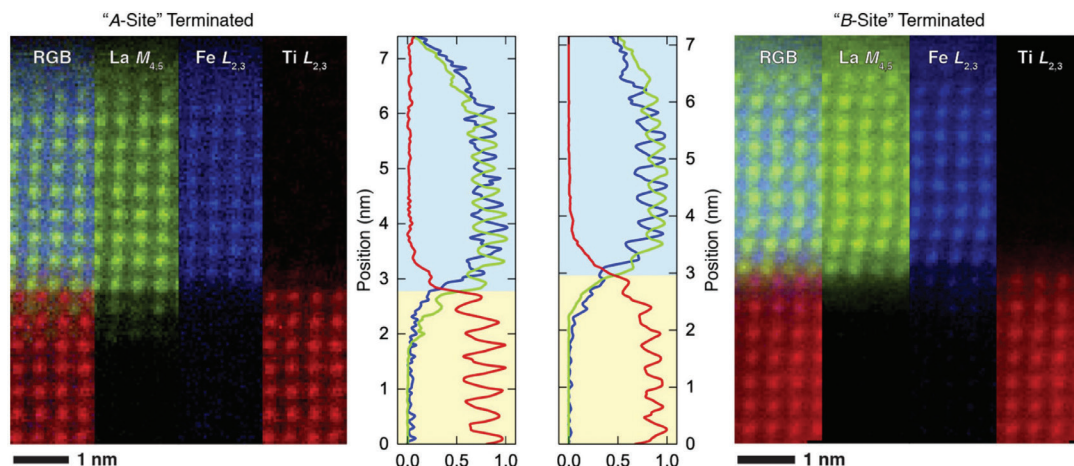 "A-Site" Terminated
"B-Site" Terminated
RGB La M4,5 Fe L2,3 Ti L2,3
7
6
5
4
3
2
1
0
0.0 0.5 1.0
Position (nm)
7
6
5
4
3
2
1
0
0.0 0.5 1.0
Position (nm)
RGB La M4,5 Fe L2,3 Ti L2,3
1 nm
1 nm